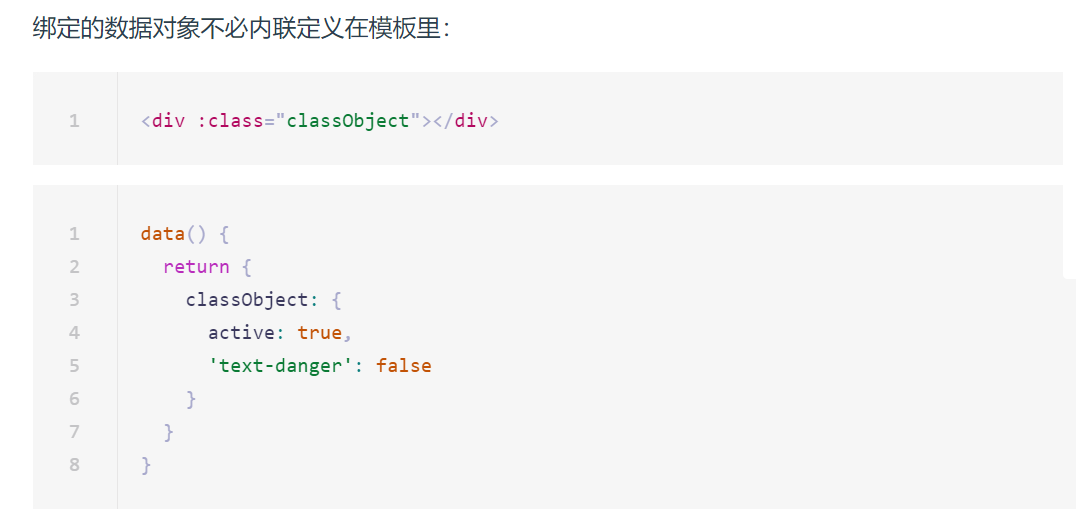 绑定的数据对象不必内联定义在模板里：
1 <div :class="classObject"></div>
1 data() {
2   return {
3     classObject: {
4       active: true,
5       'text-danger': false
6     }
7   }
8 }